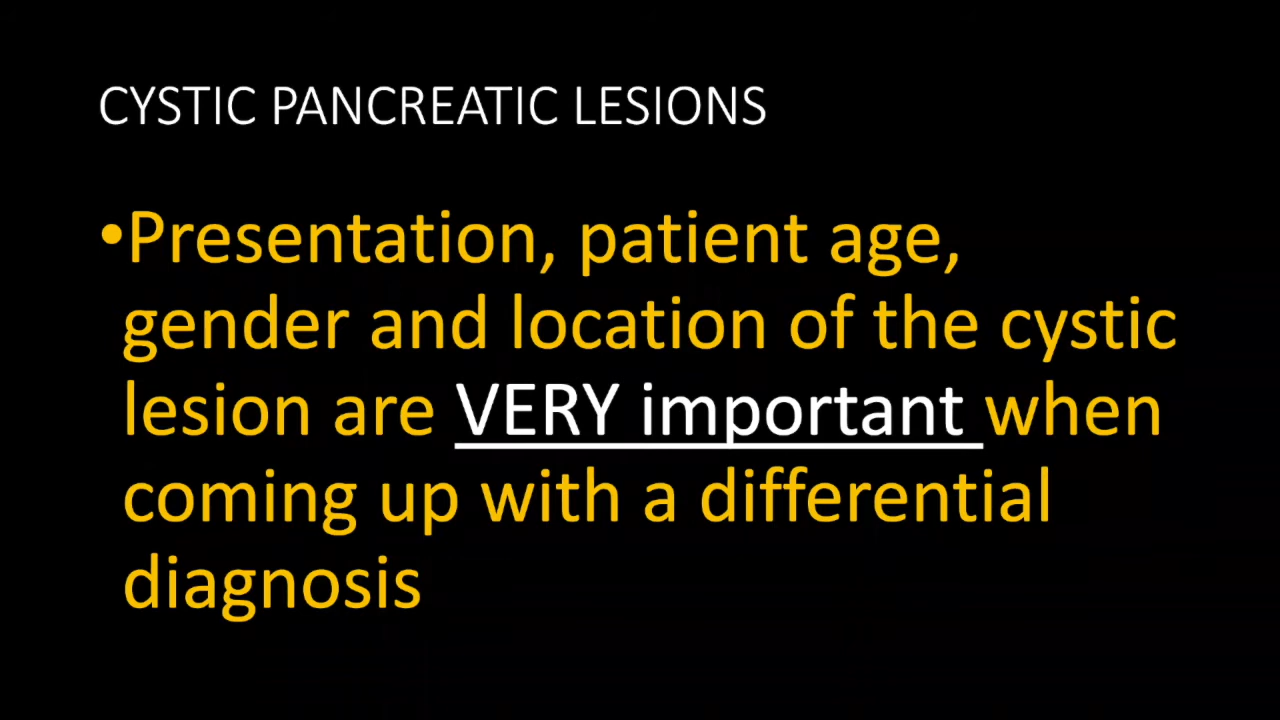 CYSTIC PANCREATIC LESIONS
•Presentation, patient age,
gender and location of the cystic
lesion are VERY important when
coming up with a differential
diagnosis